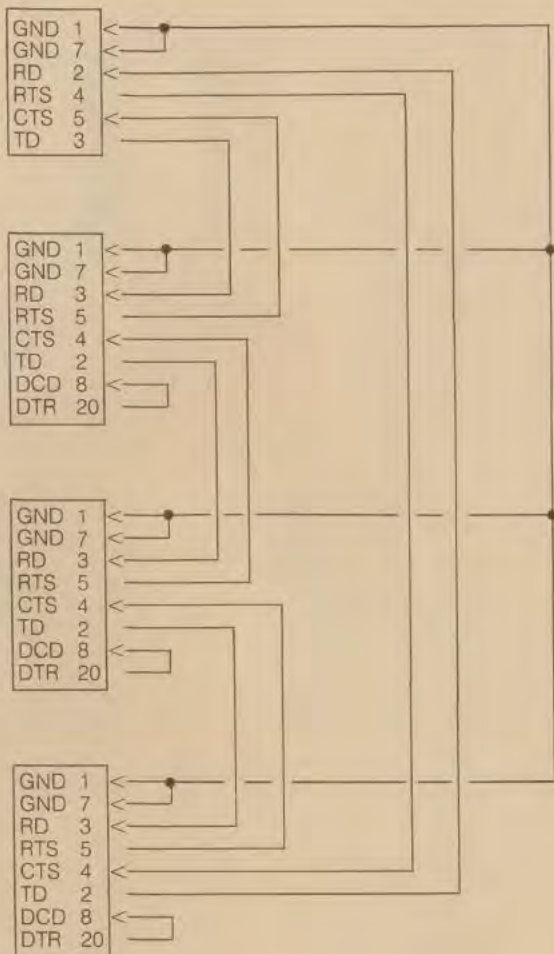 GND 1
GND 7
RD 2
RTS 4
CTS 5
TD 3
GND 1
GND 7
RD 3
RTS 5
CTS 4
TD 2
DCD 8
DTR 20
GND 1
GND 7
RD 3
RTS 5
CTS 4
TD 2
DCD 8
DTR 20
GND 1
GND 7
RD 3
RTS 5
CTS 4
TD 2
DCD 8
DTR 20